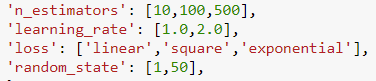 'n_estimators': [10,100,500],
'learning_rate': [1.0,2.0],
'loss': ['linear','square','exponential'],
'random_state': [1,50],